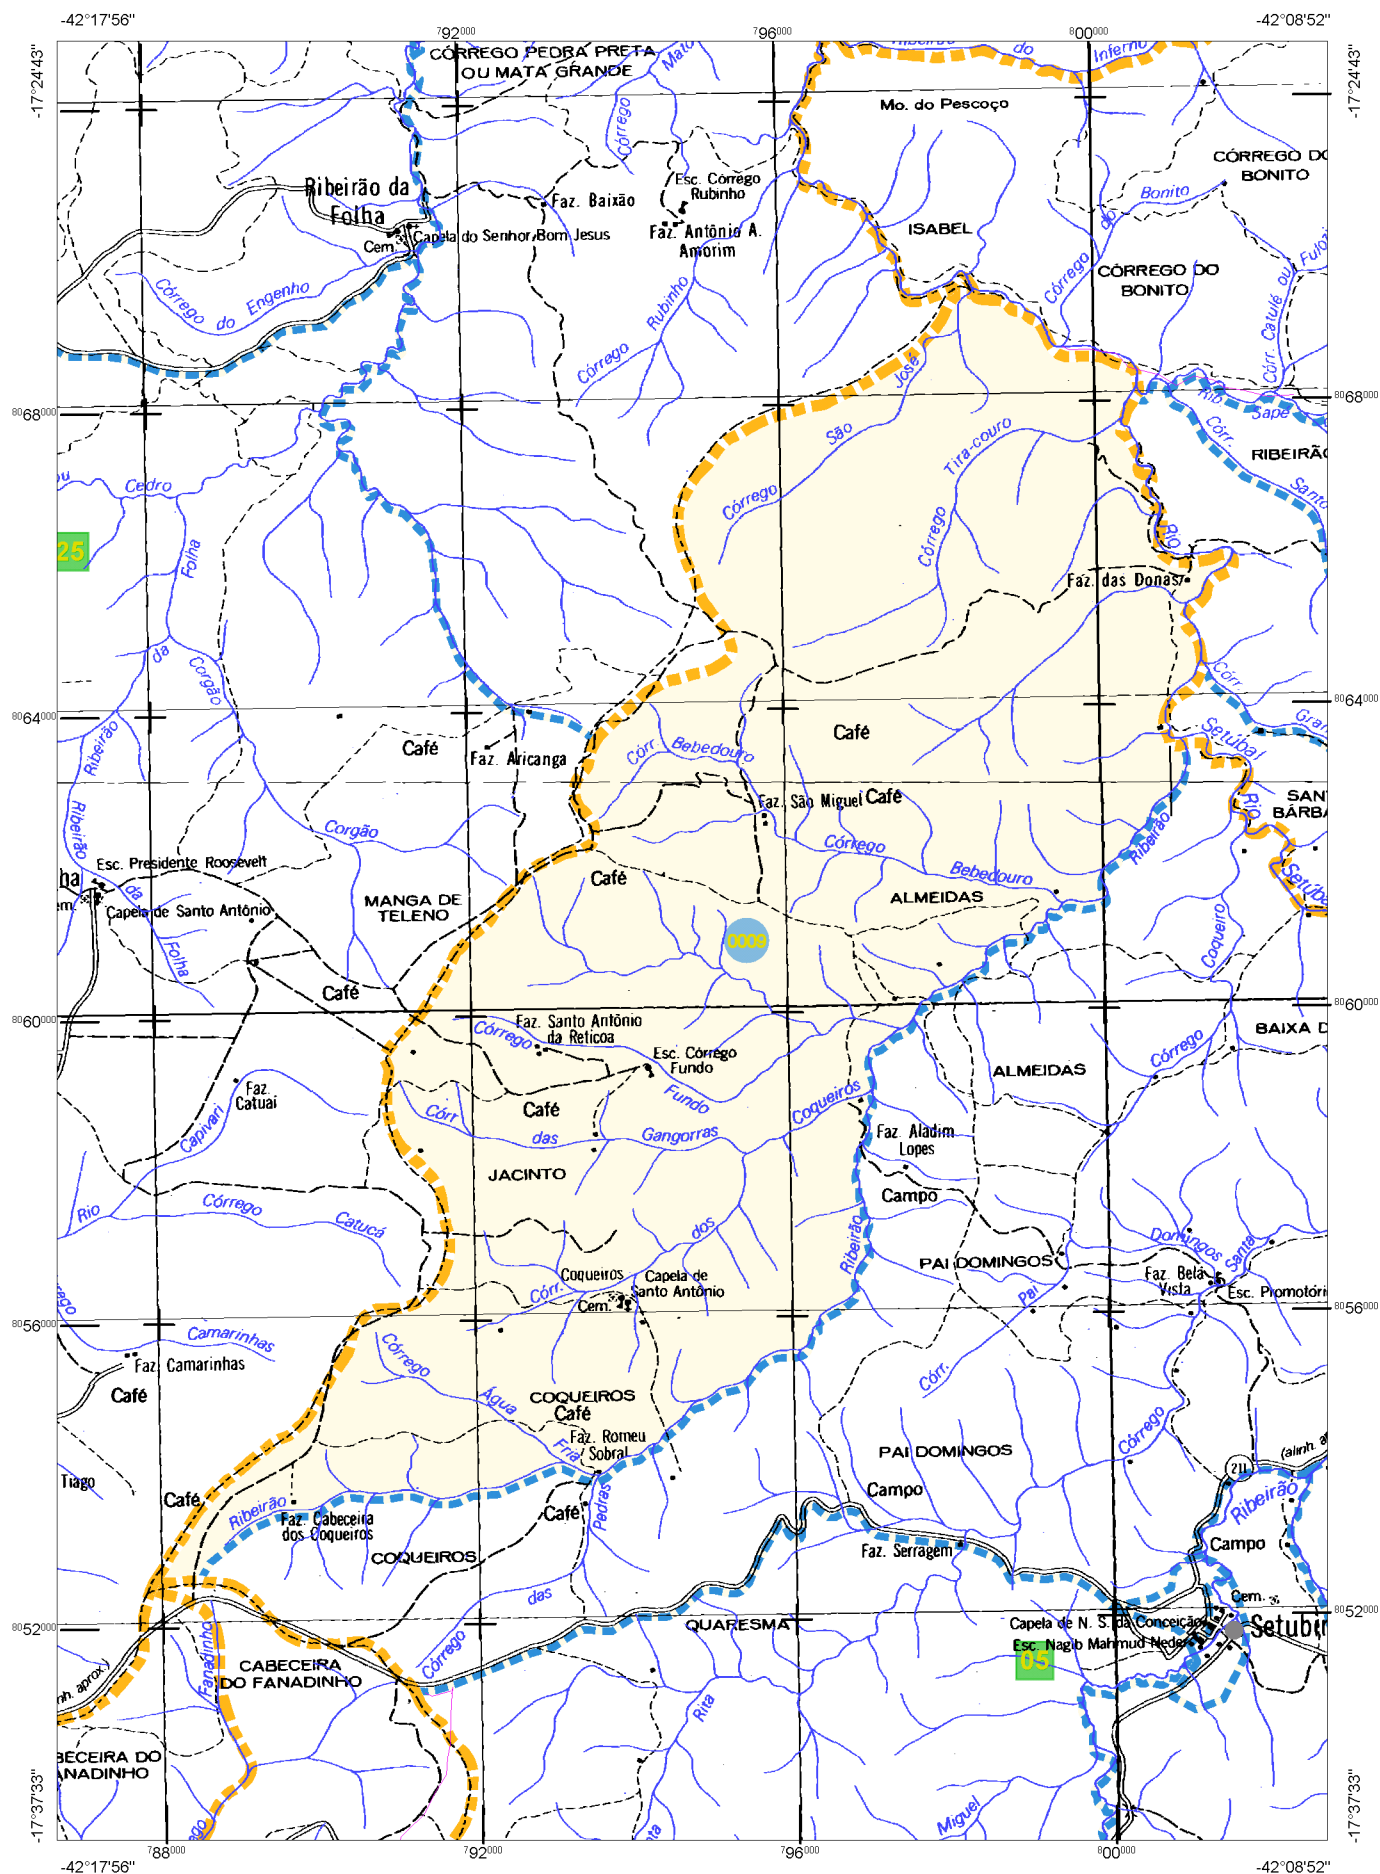 -42°17'56"
-42°08'52"
792000
796000
800000
-17°24'43"
-17°24'43"
CÓRREGO PEDRA PRETA
OU MATA GRANDE
Mato
Ribeirão do Inferno
Mo. do Pescoço
Córrego
CÓRREGO DO
BONITO
Ribeirão da
Folha
Esc. Córrego
Rubinho
Faz. Baixão
Córrego do Bonito
Cem.
Capela do Senhor Bom Jesus
Faz. Antônio A.
Amorim
ISABEL
CÓRREGO DO
BONITO
Córrego do Engenho
Córrego Rubinho
Córr. Catulé ou
8068000
8068000
Rib. Sape
Córrego São José
Córrego Tira-couro
Córr. Santo
RIBEIRÃO
ou Cedro
25
Folha
Rio
Faz. das Donas
da
Corgão
8064000
8064000
Ribeirão
Café
Faz. Aricanga
Córr. Bebedouro
Café
Córr.
Setúbal
Faz. São Miguel
Café
Rio
Ribeirão
Corgão
Córrego Bebedouro
Ribeirão
Setúbal
Esc. Presidente Roosevelt
Café
ha
em.
da
Capela de Santo Antônio
MANGA DE
TELENO
ALMEIDAS
Folha
0009
Coqueiro
Café
8060000
8060000
Córrego
Faz. Santo Antônio
da Reticoa
Esc. Córrego
Fundo
BAIXA D
Córrego
Faz.
Catuai
Fundo
Coqueiros
ALMEIDAS
Capivari
Café
Córr. das Gangorras
Faz. Aladim
Lopes
JACINTO
Campo
Rio
Córrego Catucá
dos
Ribeirão
Domingos
Santa
PAI DOMINGOS
Coqueiros
Córr.
Cem.
Capela de
Santo Antônio
Faz. Bela
Vista
Pai
8056000
8056000
Camarinhas
Faz. Camarinhas
Córrego Água Fria
Córr.
Café
COQUEIROS
Café
Faz. Romeu
Sobral
Córrego
PAI DOMINGOS
Tiago
211
Café
Ribeirão
Faz. Cabeceira
dos Coqueiros
Café
Pedras
Campo
Ribeirão
COQUEIROS
Faz. Serragem
Campo
das
Cem.
8052000
8052000
QUARESMA
Capela de N. S. da Conceição
Fanadinho
CABECEIRA
DO FANADINHO
Córrego
05
Rita
Miguel
-17°37'33"
-17°37'33"
788000
792000
796000
800000
-42°17'56"
-42°08'52"